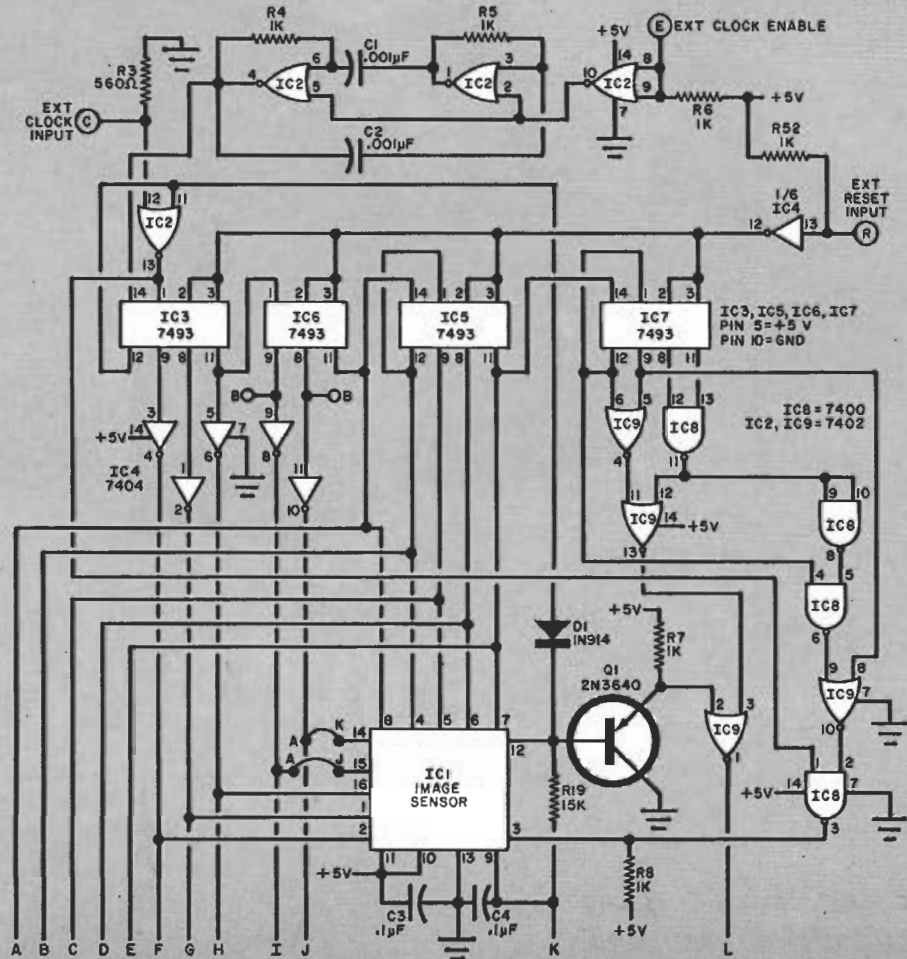 R4
1K
R5
1K
C1
.001µF
C2
.001µF
R3
560Ω
EXT
CLOCK
INPUT
C
4
6
5
IC2
1
3
2
IC2
+5V
14
10
8
9
7
IC2
E
EXT CLOCK ENABLE
R6
1K
+5V
R52
1K
EXT
RESET
INPUT
R
1/6
IC4
12
13
12
11
IC2
13
14
1
2
3
IC3
7493
12
9
8
11
1
2
3
IC6
7493
9
8
11
14
1
2
3
IC5
7493
12
9
8
11
14
1
2
3
IC7
7493
12
9
8
11
IC3, IC5, IC6, IC7
PIN 5=+5 V
PIN 10=GND
IC8=7400
IC2, IC9=7402
B
B
+5V
14
3
4
IC4
7404
1
2
5
7
6
9
8
11
10
6
5
IC9
4
12
13
IC8
11
11
12
IC9
14
+5V
13
9
10
IC8
8
4
5
IC8
6
9
8
IC9
7
10
+5V
14
1
2
IC8
7
3
D1
1N914
+5V
R7
1K
Q1
2N3640
2
3
IC9
1
A
K
A
J
14
15
16
1
2
8
4
5
6
7
12
3
IC1
IMAGE
SENSOR
11
10
13
9
+5V
C3
.1µF
C4
.1µF
R19
15K
R8
1K
+5V
A B C D E F G H I J K L